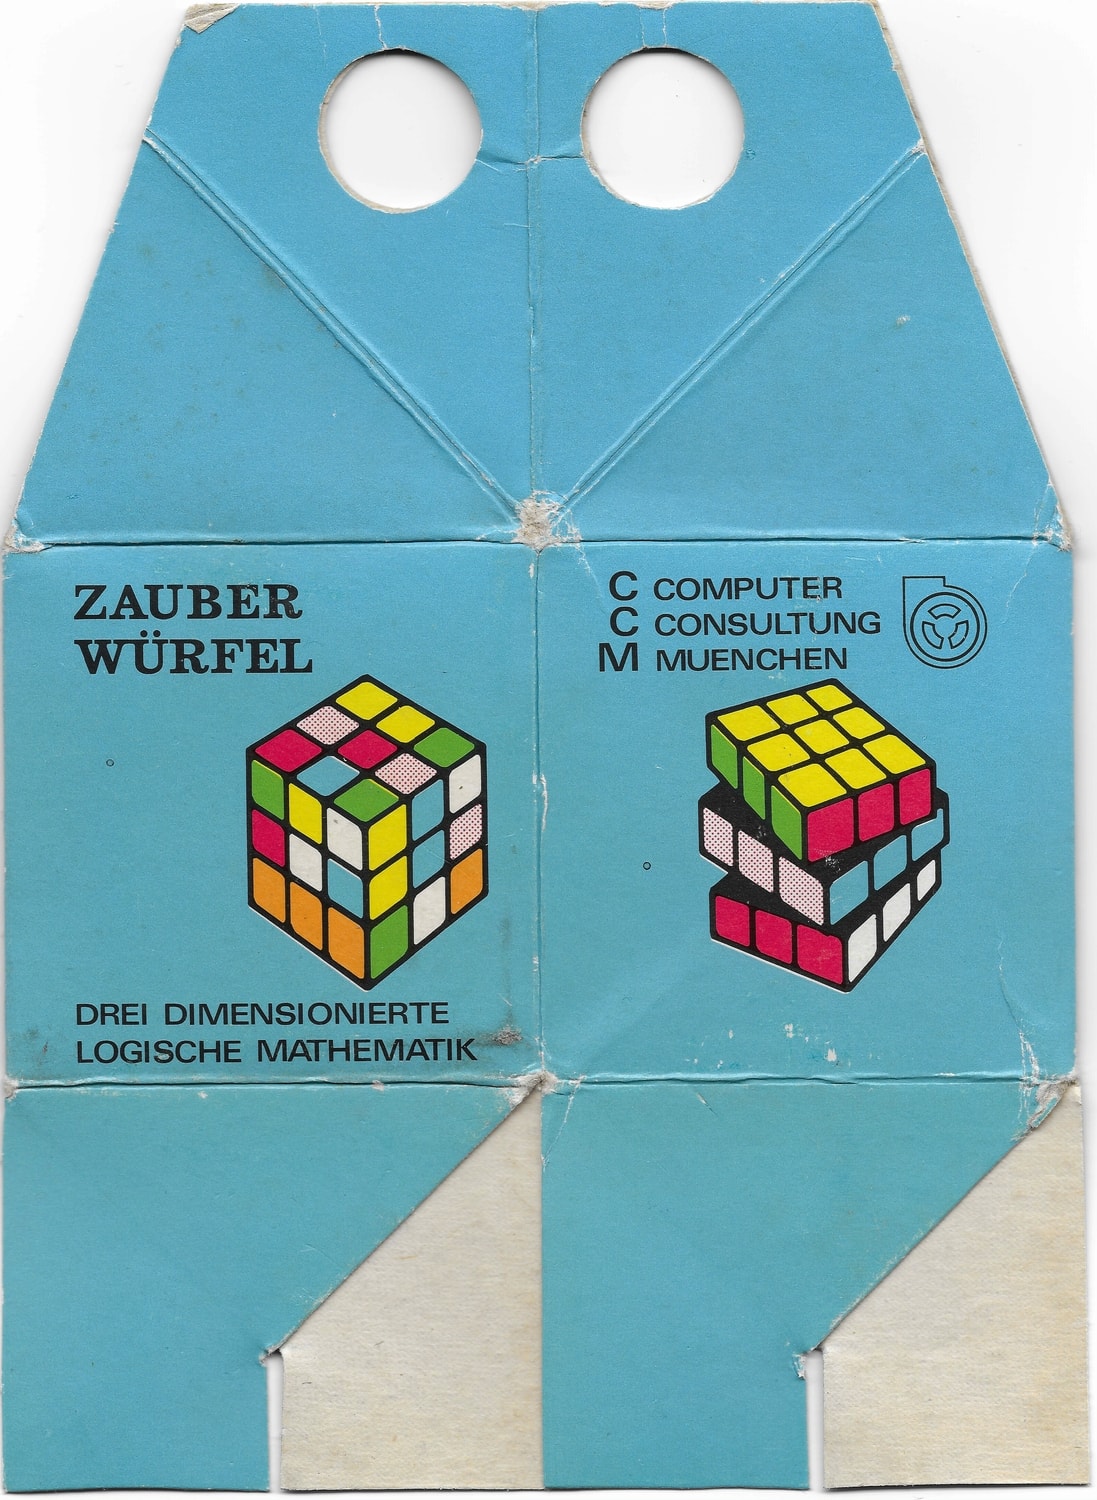 ZAUBER
WÜRFEL
DREI DIMENSIONIERTE
LOGISCHE MATHEMATIK
C COMPUTER
C CONSULTUNG
M MUENCHEN